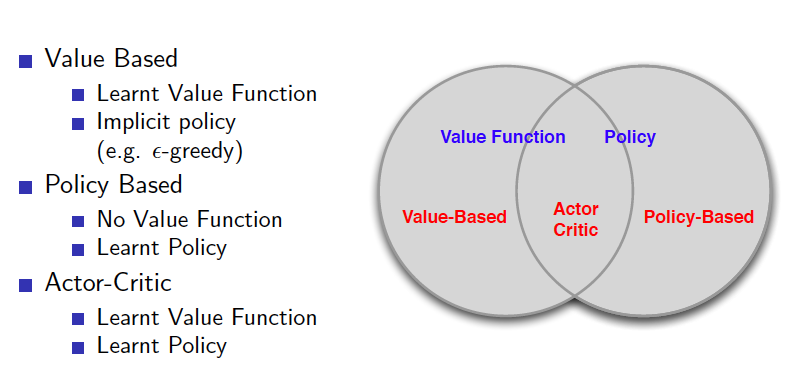 Value Based
Learnt Value Function
Implicit policy
(e.g. ϵ-greedy)
Policy Based
No Value Function
Learnt Policy
Actor-Critic
Learnt Value Function
Learnt Policy
Value Function
Policy
Value-Based
Actor
Critic
Policy-Based